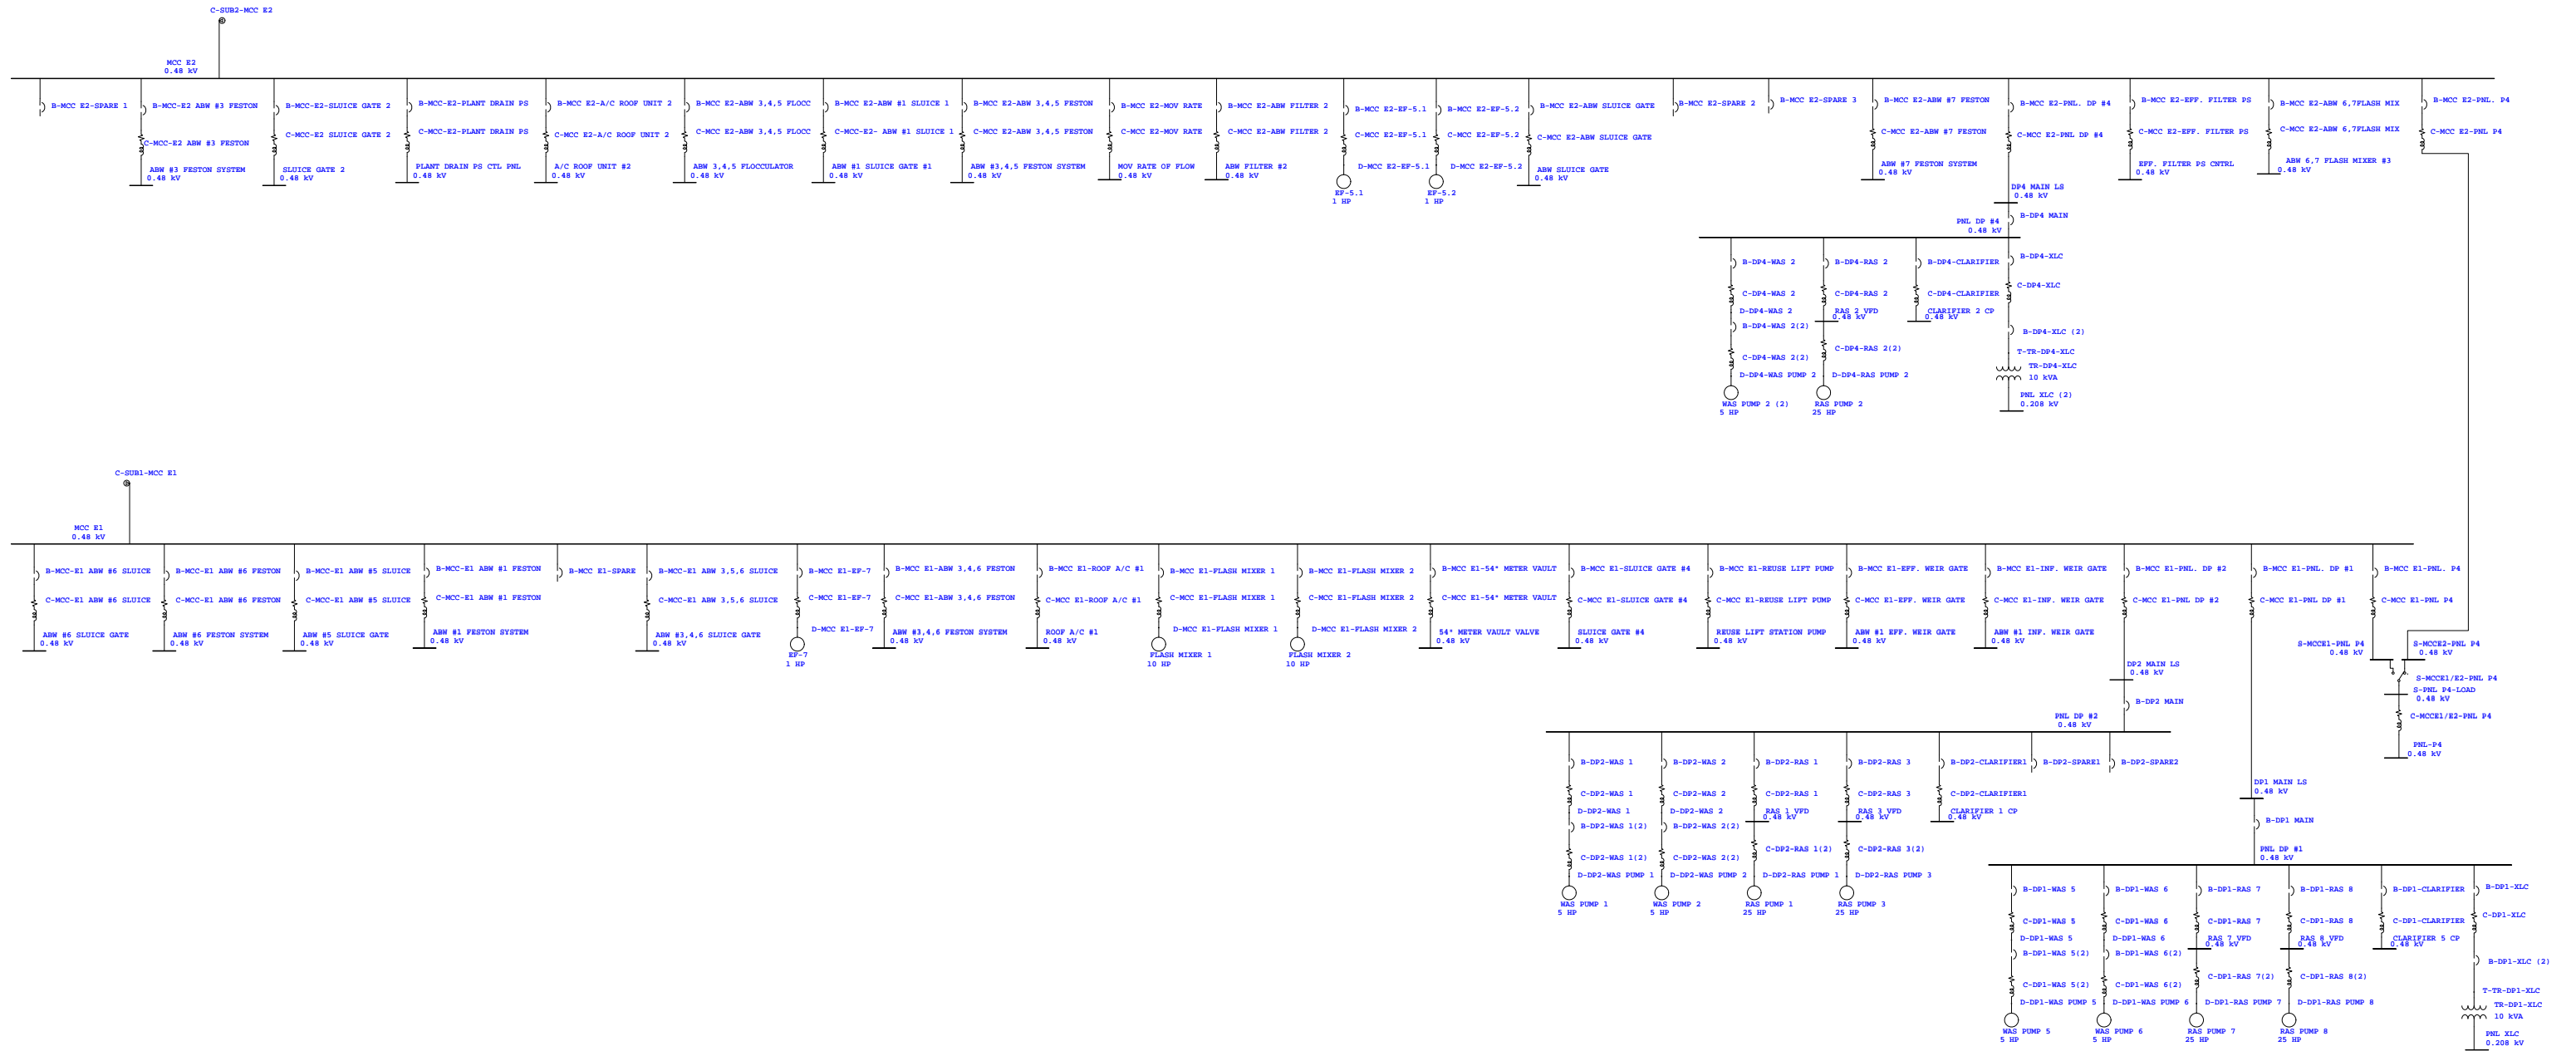 C-SUB2-MCC E2
MCC E2
0.48 kV
B-MCC E2-SPARE 1
B-MCC-E2 ABW #3 FESTON
B-MCC-E2-SLUICE GATE 2
B-MCC-E2-PLANT DRAIN PS
B-MCC E2-A/C ROOF UNIT 2
B-MCC E2-ABW 3,4,5 FLOCC
B-MCC E2-ABW #1 SLUICE 1
B-MCC E2-ABW 3,4,5 FESTON
B-MCC E2-MOV RATE
B-MCC E2-ABW FILTER 2
B-MCC E2-EF-5.1
B-MCC E2-EF-5.2
B-MCC E2-ABW SLUICE GATE
B-MCC E2-SPARE 2
B-MCC E2-SPARE 3
B-MCC E2-ABW #7 FESTON
B-MCC E2-PNL. DP #4
B-MCC E2-EFF. FILTER PS
B-MCC E2-ABW 6,7FLASH MIX
B-MCC E2-PNL. P4
C-MCC-E2 ABW #3 FESTON
C-MCC-E2 SLUICE GATE 2
C-MCC-E2-PLANT DRAIN PS
C-MCC E2-A/C ROOF UNIT 2
C-MCC E2-ABW 3,4,5 FLOCC
C-MCC-E2- ABW #1 SLUICE 1
C-MCC E2-ABW 3,4,5 FESTON
C-MCC E2-MOV RATE
C-MCC E2-ABW FILTER 2
C-MCC E2-EF-5.1
C-MCC E2-EF-5.2
C-MCC E2-ABW SLUICE GATE
C-MCC E2-ABW #7 FESTON
C-MCC E2-PNL DP #4
C-MCC E2-EFF. FILTER PS
C-MCC E2-ABW 6,7FLASH MIX
C-MCC E2-PNL P4
ABW #3 FESTON SYSTEM
0.48 kV
SLUICE GATE 2
0.48 kV
PLANT DRAIN PS CTL PNL
0.48 kV
A/C ROOF UNIT #2
0.48 kV
ABW 3,4,5 FLOCCULATOR
0.48 kV
ABW #1 SLUICE GATE #1
0.48 kV
ABW #3,4,5 FESTON SYSTEM
0.48 kV
MOV RATE OF FLOW
0.48 kV
ABW FILTER #2
0.48 kV
D-MCC E2-EF-5.1
EF-5.1
1 HP
D-MCC E2-EF-5.2
EF-5.2
1 HP
ABW SLUICE GATE
0.48 kV
ABW #7 FESTON SYSTEM
0.48 kV
DP4 MAIN LS
0.48 kV
EFF. FILTER PS CNTRL
0.48 kV
ABW 6,7 FLASH MIXER #3
0.48 kV
B-DP4 MAIN
PNL DP #4
0.48 kV
B-DP4-WAS 2
B-DP4-RAS 2
B-DP4-CLARIFIER
B-DP4-XLC
C-DP4-WAS 2
C-DP4-RAS 2
C-DP4-CLARIFIER
C-DP4-XLC
D-DP4-WAS 2
RAS 2 VFD
0.48 kV
CLARIFIER 2 CP
0.48 kV
B-DP4-WAS 2(2)
B-DP4-XLC (2)
C-DP4-WAS 2(2)
C-DP4-RAS 2(2)
T-TR-DP4-XLC
TR-DP4-XLC
10 kVA
D-DP4-WAS PUMP 2
D-DP4-RAS PUMP 2
WAS PUMP 2 (2)
5 HP
RAS PUMP 2
25 HP
PNL XLC (2)
0.208 kV
C-SUB1-MCC E1
MCC E1
0.48 kV
B-MCC-E1 ABW #6 SLUICE
B-MCC-E1 ABW #6 FESTON
B-MCC-E1 ABW #5 SLUICE
B-MCC-E1 ABW #1 FESTON
B-MCC E1-SPARE
B-MCC-E1 ABW 3,5,6 SLUICE
B-MCC E1-EF-7
B-MCC E1-ABW 3,4,6 FESTON
B-MCC E1-ROOF A/C #1
B-MCC E1-FLASH MIXER 1
B-MCC E1-FLASH MIXER 2
B-MCC E1-54" METER VAULT
B-MCC E1-SLUICE GATE #4
B-MCC E1-REUSE LIFT PUMP
B-MCC E1-EFF. WEIR GATE
B-MCC E1-INF. WEIR GATE
B-MCC E1-PNL. DP #2
B-MCC E1-PNL. DP #1
B-MCC E1-PNL. P4
C-MCC-E1 ABW #6 SLUICE
C-MCC-E1 ABW #6 FESTON
C-MCC-E1 ABW #5 SLUICE
C-MCC-E1 ABW #1 FESTON
C-MCC-E1 ABW 3,5,6 SLUICE
C-MCC E1-EF-7
C-MCC E1-ABW 3,4,6 FESTON
C-MCC E1-ROOF A/C #1
C-MCC E1-FLASH MIXER 1
C-MCC E1-FLASH MIXER 2
C-MCC E1-54" METER VAULT
C-MCC E1-SLUICE GATE #4
C-MCC E1-REUSE LIFT PUMP
C-MCC E1-EFF. WEIR GATE
C-MCC E1-INF. WEIR GATE
C-MCC E1-PNL DP #2
C-MCC E1-PNL DP #1
C-MCC E1-PNL P4
ABW #6 SLUICE GATE
0.48 kV
ABW #6 FESTON SYSTEM
0.48 kV
ABW #5 SLUICE GATE
0.48 kV
ABW #1 FESTON SYSTEM
0.48 kV
ABW #3,4,6 SLUICE GATE
0.48 kV
D-MCC E1-EF-7
EF-7
1 HP
ABW #3,4,6 FESTON SYSTEM
0.48 kV
ROOF A/C #1
0.48 kV
D-MCC E1-FLASH MIXER 1
FLASH MIXER 1
10 HP
D-MCC E1-FLASH MIXER 2
FLASH MIXER 2
10 HP
54" METER VAULT VALVE
0.48 kV
SLUICE GATE #4
0.48 kV
REUSE LIFT STATION PUMP
0.48 kV
ABW #1 EFF. WEIR GATE
0.48 kV
ABW #1 INF. WEIR GATE
0.48 kV
S-MCCE1-PNL P4
0.48 kV
S-MCCE2-PNL P4
0.48 kV
S-MCCE1/E2-PNL P4
S-PNL P4-LOAD
0.48 kV
C-MCCE1/E2-PNL P4
PNL-P4
0.48 kV
DP2 MAIN LS
0.48 kV
B-DP2 MAIN
PNL DP #2
0.48 kV
B-DP2-WAS 1
B-DP2-WAS 2
B-DP2-RAS 1
B-DP2-RAS 3
B-DP2-CLARIFIER1
B-DP2-SPARE1
B-DP2-SPARE2
C-DP2-WAS 1
C-DP2-WAS 2
C-DP2-RAS 1
C-DP2-RAS 3
C-DP2-CLARIFIER1
D-DP2-WAS 1
D-DP2-WAS 2
RAS 1 VFD
0.48 kV
RAS 3 VFD
0.48 kV
CLARIFIER 1 CP
0.48 kV
B-DP2-WAS 1(2)
B-DP2-WAS 2(2)
C-DP2-WAS 1(2)
C-DP2-WAS 2(2)
C-DP2-RAS 1(2)
C-DP2-RAS 3(2)
D-DP2-WAS PUMP 1
D-DP2-WAS PUMP 2
D-DP2-RAS PUMP 1
D-DP2-RAS PUMP 3
WAS PUMP 1
5 HP
WAS PUMP 2
5 HP
RAS PUMP 1
25 HP
RAS PUMP 3
25 HP
DP1 MAIN LS
0.48 kV
B-DP1 MAIN
PNL DP #1
0.48 kV
B-DP1-WAS 5
B-DP1-WAS 6
B-DP1-RAS 7
B-DP1-RAS 8
B-DP1-CLARIFIER
B-DP1-XLC
C-DP1-WAS 5
C-DP1-WAS 6
C-DP1-RAS 7
C-DP1-RAS 8
C-DP1-CLARIFIER
C-DP1-XLC
D-DP1-WAS 5
D-DP1-WAS 6
RAS 7 VFD
0.48 kV
RAS 8 VFD
0.48 kV
CLARIFIER 5 CP
0.48 kV
B-DP1-WAS 5(2)
B-DP1-WAS 6(2)
B-DP1-XLC (2)
C-DP1-WAS 5(2)
C-DP1-WAS 6(2)
C-DP1-RAS 7(2)
C-DP1-RAS 8(2)
T-TR-DP1-XLC
D-DP1-WAS PUMP 5
D-DP1-WAS PUMP 6
D-DP1-RAS PUMP 7
D-DP1-RAS PUMP 8
TR-DP1-XLC
10 kVA
WAS PUMP 5
5 HP
WAS PUMP 6
5 HP
RAS PUMP 7
25 HP
RAS PUMP 8
25 HP
PNL XLC
0.208 kV